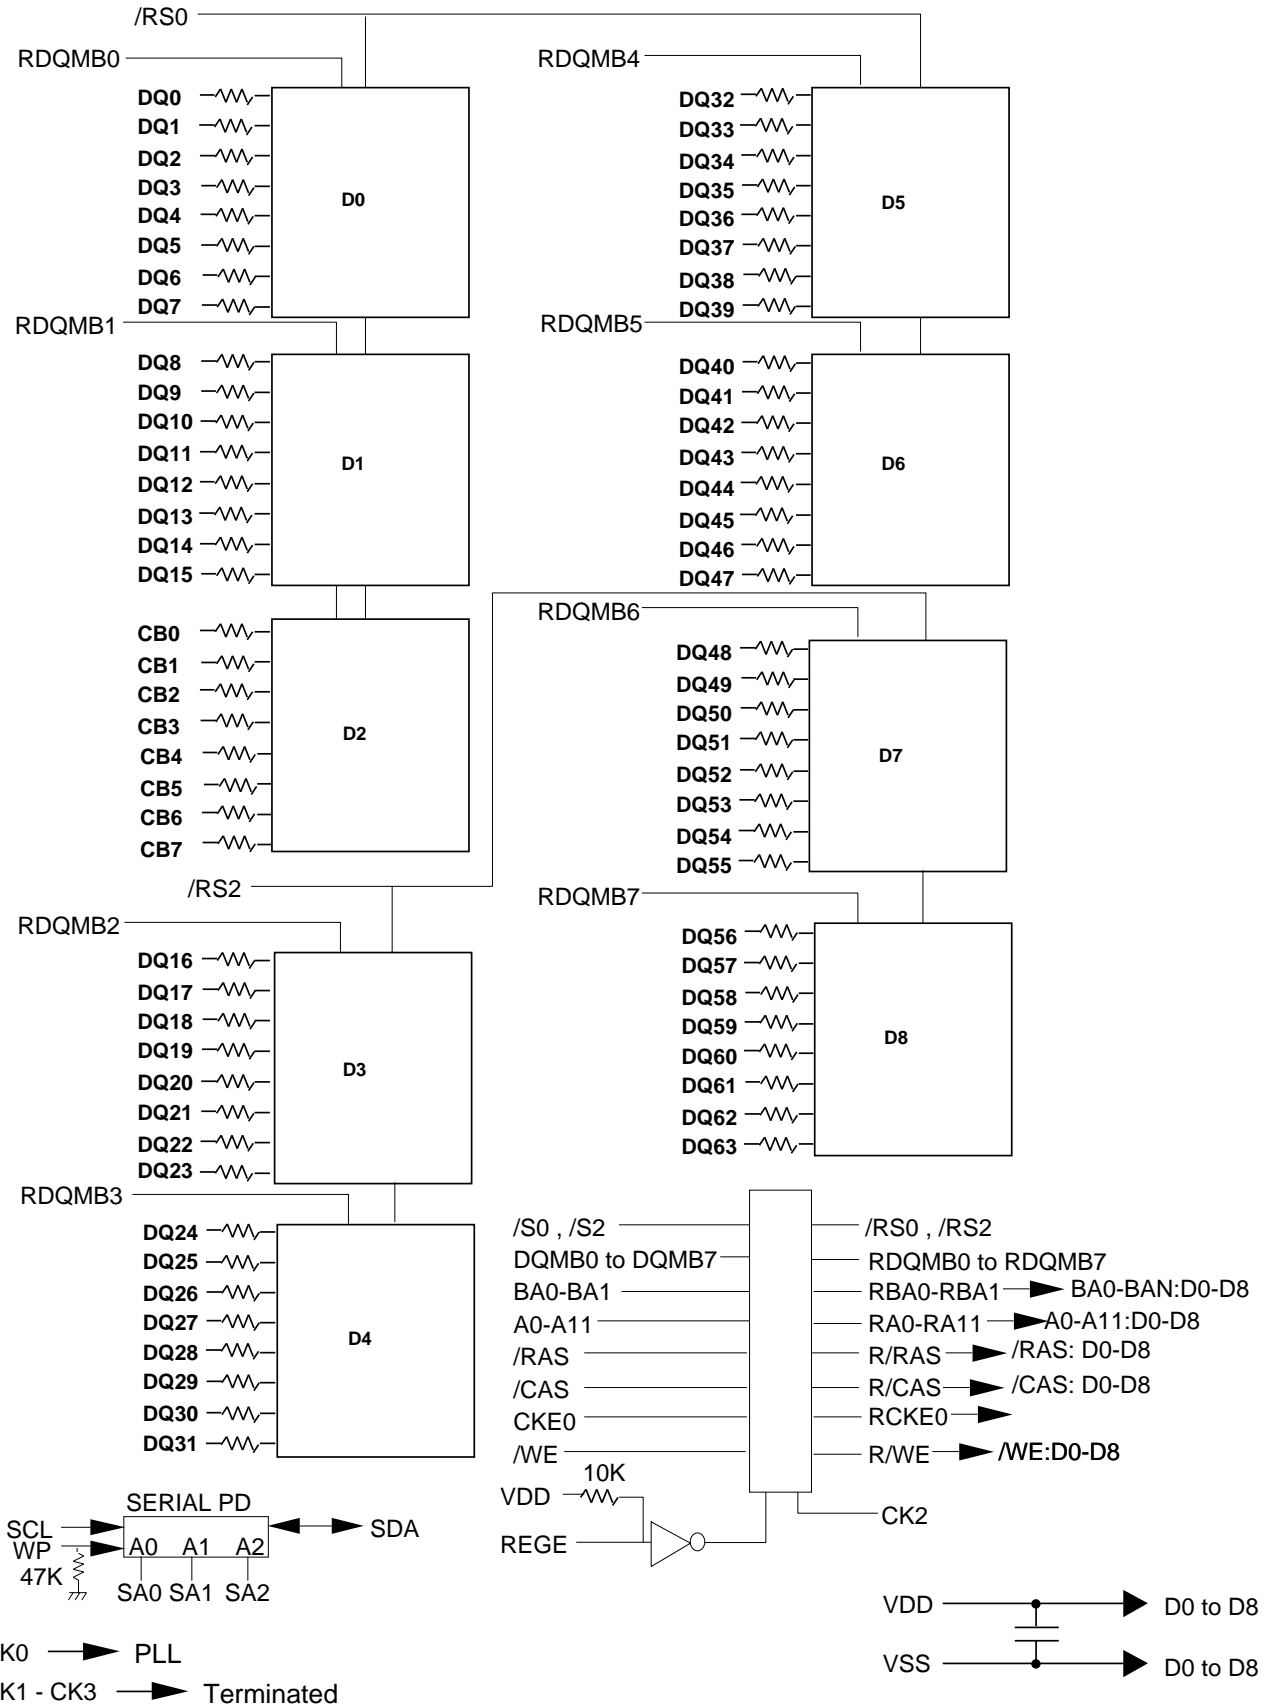 /RS0
RDQMB0
DQ0
DQ1
DQ2
DQ3
DQ4
DQ5
DQ6
DQ7
D0
RDQMB1
DQ8
DQ9
DQ10
DQ11
DQ12
DQ13
DQ14
DQ15
D1
CB0
CB1
CB2
CB3
CB4
CB5
CB6
CB7
D2
/RS2
RDQMB2
DQ16
DQ17
DQ18
DQ19
DQ20
DQ21
DQ22
DQ23
D3
RDQMB3
DQ24
DQ25
DQ26
DQ27
DQ28
DQ29
DQ30
DQ31
D4
RDQMB4
DQ32
DQ33
DQ34
DQ35
DQ36
DQ37
DQ38
DQ39
D5
RDQMB5
DQ40
DQ41
DQ42
DQ43
DQ44
DQ45
DQ46
DQ47
D6
RDQMB6
DQ48
DQ49
DQ50
DQ51
DQ52
DQ53
DQ54
DQ55
D7
RDQMB7
DQ56
DQ57
DQ58
DQ59
DQ60
DQ61
DQ62
DQ63
D8
/S0 , /S2 /RS0 , /RS2
DQMB0 to DQMB7 RDQMB0 to RDQMB7
BA0-BA1 RBA0-RBA1 BA0-BAN:D0-D8
A0-A11 RA0-RA11 A0-A11:D0-D8
/RAS R/RAS /RAS: D0-D8
/CAS R/CAS /CAS: D0-D8
CKE0 RCKE0
/WE R/WE /WE:D0-D8
10K
VDD
REGE
CK2
SERIAL PD
SCL
WP
47K
A0 A1 A2
SDA
SA0 SA1 SA2
VDD D0 to D8
VSS D0 to D8
K0 PLL
K1 - CK3 Terminated